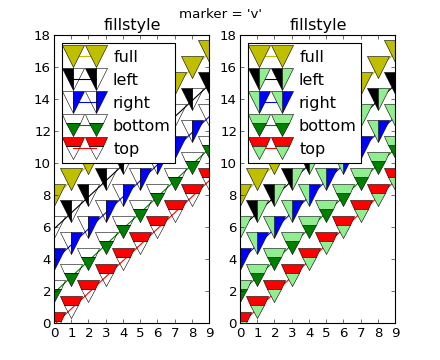 marker = 'v'
fillstyle
18
16
14
12
10
8
6
4
2
0
full
left
right
bottom
top
0 1 2 3 4 5 6 7 8 9
fillstyle
18
16
14
12
10
8
6
4
2
0
full
left
right
bottom
top
0 1 2 3 4 5 6 7 8 9